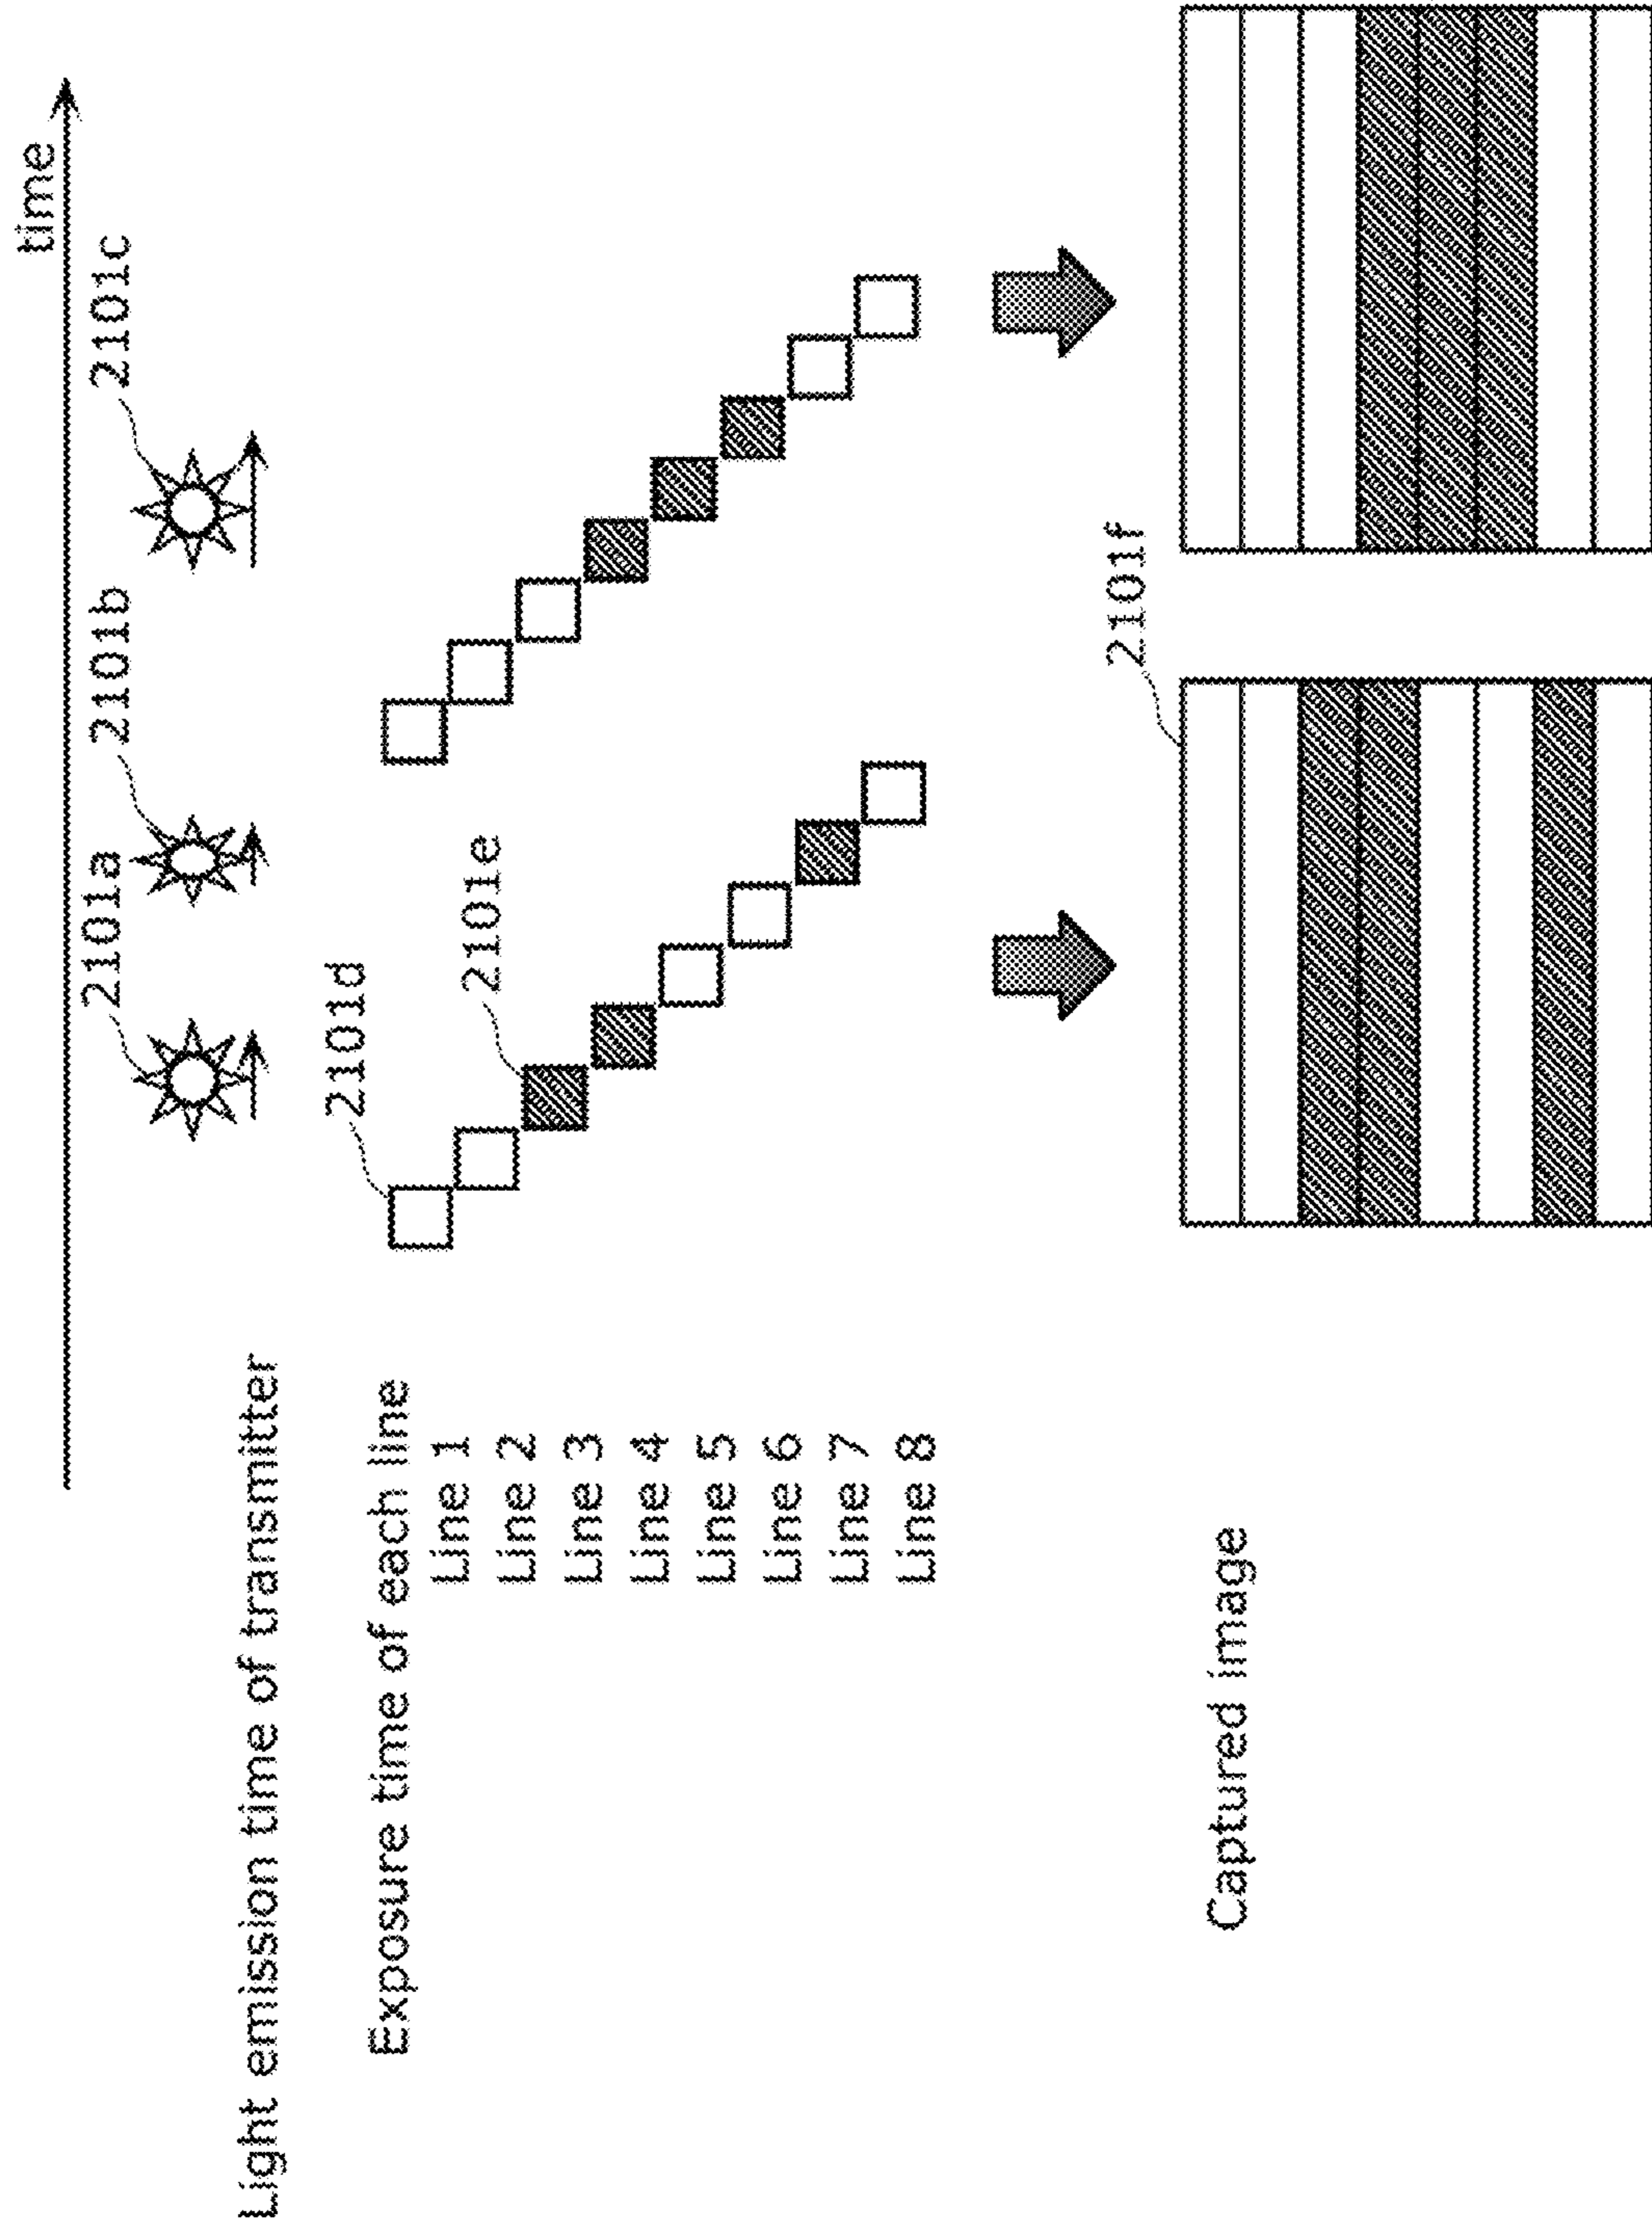 time
2101a
2101b
2101c
Light emission time of transmitter
2101d
Exposure time of each line
Line 1
2101e
Line 2
Line 3
Line 4
Line 5
Line 6
Line 7
Line 8
2101f
Captured image